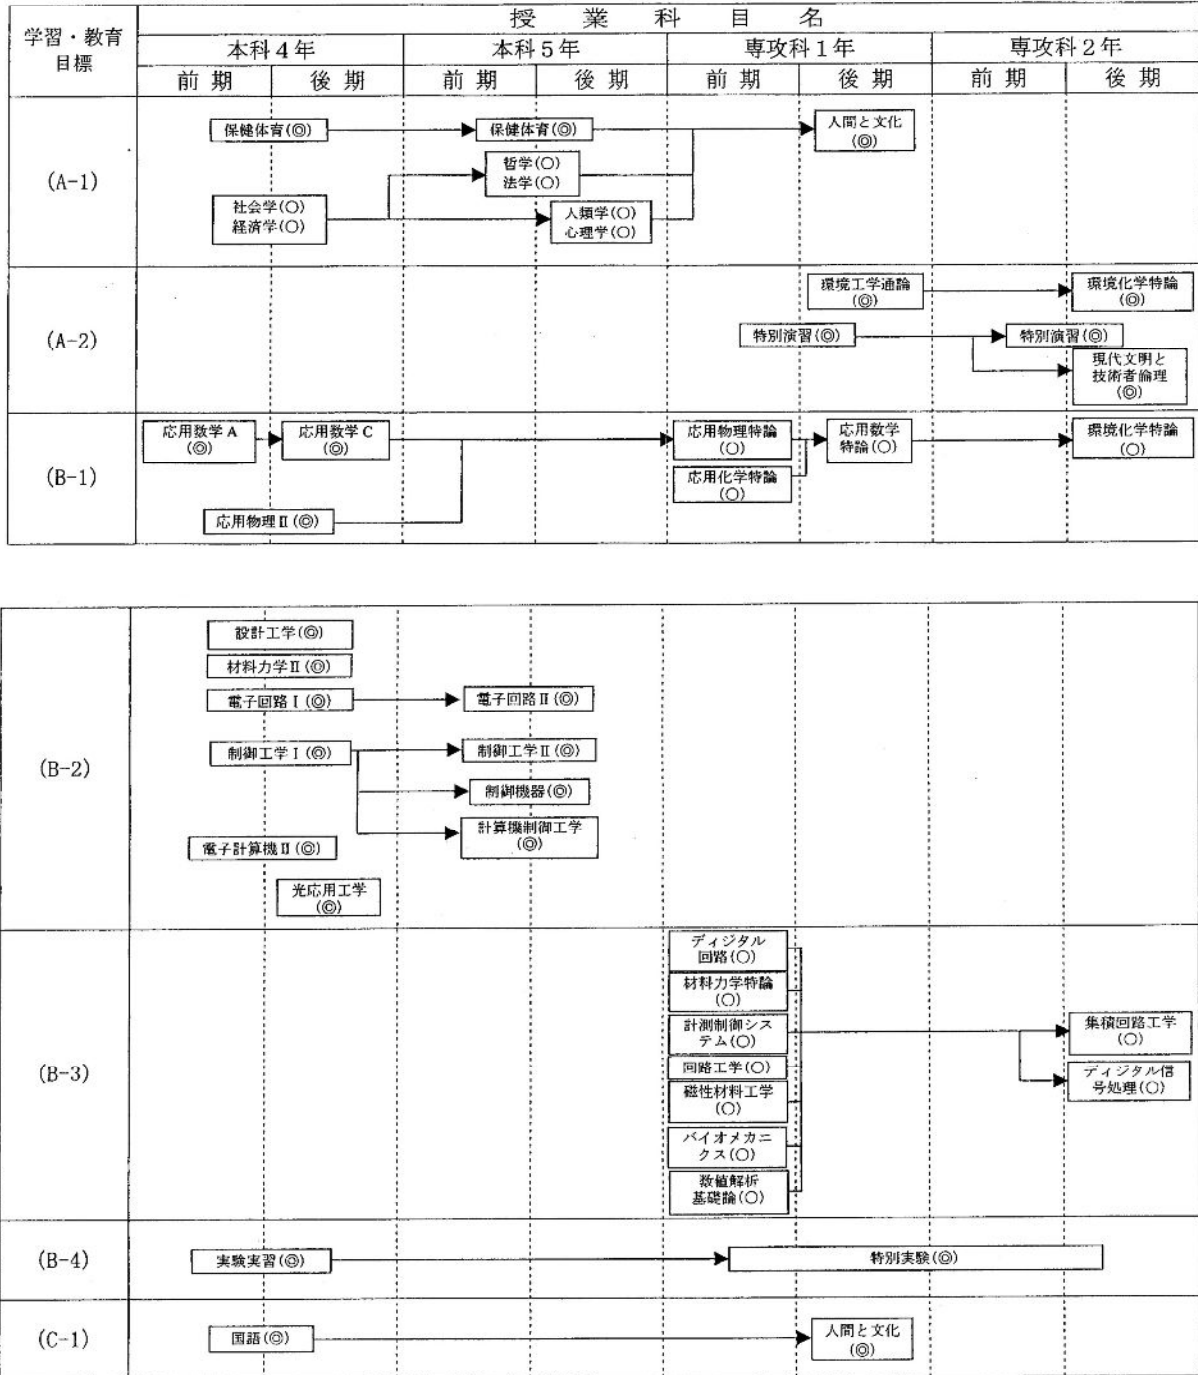 授業科目名
学習・教育
目標
本科4年
本科5年
専攻科1年
専攻科2年
前期
後期
前期
後期
前期
後期
前期
後期
(A-1)
保健体育(◎)
保健体育(◎)
人間と文化
(◎)
哲学(○)
法学(○)
社会学(○)
経済学(○)
人類学(○)
心理学(○)
(A-2)
環境工学通論
(◎)
環境化学特論
(◎)
特別演習(◎)
特別演習(◎)
現代文明と
技術者倫理
(◎)
(B-1)
応用数学A
(◎)
応用数学C
(◎)
応用物理特論
(○)
応用数学
特論(○)
環境化学特論
(○)
応用化学特論
(○)
応用物理Ⅱ(◎)
(B-2)
設計工学(◎)
材料力学Ⅱ(◎)
電子回路Ⅰ(◎)
電子回路Ⅱ(◎)
制御工学Ⅰ(◎)
制御工学Ⅱ(◎)
制御機器(◎)
計算機制御工学
(◎)
電子計算機Ⅱ(◎)
光応用工学
(◎)
(B-3)
ディジタル
回路(○)
材料力学特論
(○)
計測制御シス
テム(○)
回路工学(○)
磁性材料工学
(○)
バイオメカニ
クス(○)
数値解析
基礎論(○)
集積回路工学
(○)
ディジタル信
号処理(○)
(B-4)
実験実習(◎)
特別実験(◎)
(C-1)
国語(◎)
人間と文化
(◎)